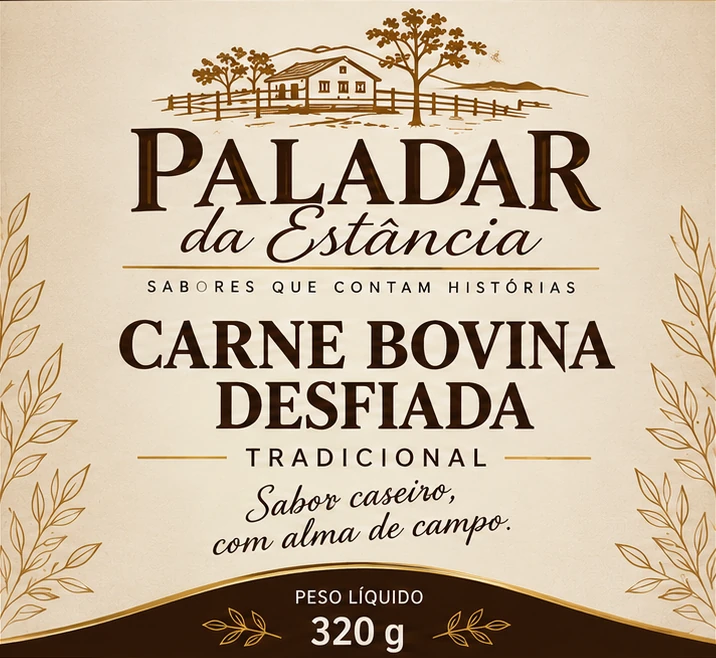 PALADAR
da Estância
SABORES QUE CONTAM HISTÓRIAS
CARNE BOVINA
DESFIADA
TRADICIONAL
Sabor caseiro,
com alma de campo.
PESO LÍQUIDO
320 g